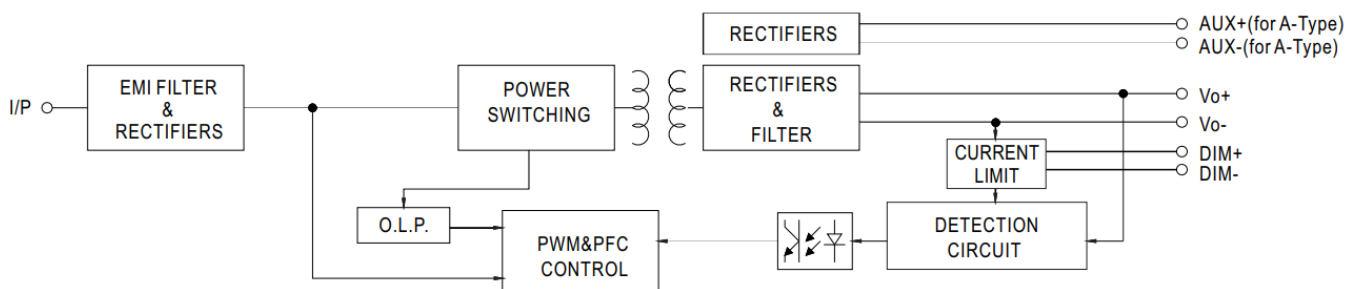 RECTIFIERS
AUX+(for A-Type)
AUX-(for A-Type)
I/P
EMI FILTER
&
RECTIFIERS
POWER
SWITCHING
RECTIFIERS
&
FILTER
Vo+
Vo-
CURRENT
LIMIT
DIM+
DIM-
O.L.P.
PWM&PFC
CONTROL
DETECTION
CIRCUIT